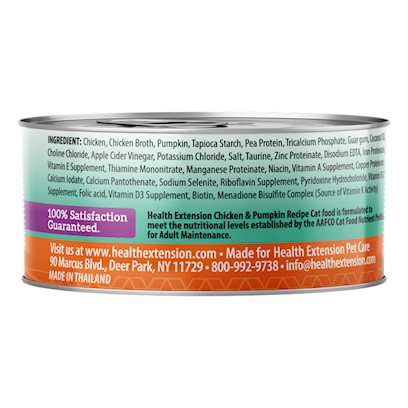 INGREDIENT: Chicken, Chicken Broth, Pumpkin, Tapioca Starch, Pea Protein, Tricalcium Phosphate, Guar gum, Coconut
Choline Chloride, Apple Cider Vinegar, Potassium Chloride, Salt, Taurine, Zinc Proteinate, Disodium EDTA, Iron Proteinate,
Vitamin E Supplement, Thiamine Mononitrate, Manganese Proteinate, Niacin, Vitamin A Supplement, Copper Proteinate,
Calcium Iodate, Calcium Pantothenate, Sodium Selenite, Riboflavin Supplement, Pyridoxine Hydrochloride, Vitamin
Supplement, Folic acid, Vitamin D3 Supplement, Biotin, Menadione Bisulfite Complex (Source of Vitamin K Activity)
100% Satisfaction
Guaranteed.
Health Extension Chicken & Pumpkin Recipe Cat food is formulated to
meet the nutritional levels established by the AAFCO Cat Food Nutrient
for Adult Maintenance.
Visit us at www.healthextension.com • Made for Health Extension Pet Care
90 Marcus Blvd., Deer Park, NY 11729 • 800-992-9738 • info@healthextension.com
MADE IN THAILAND